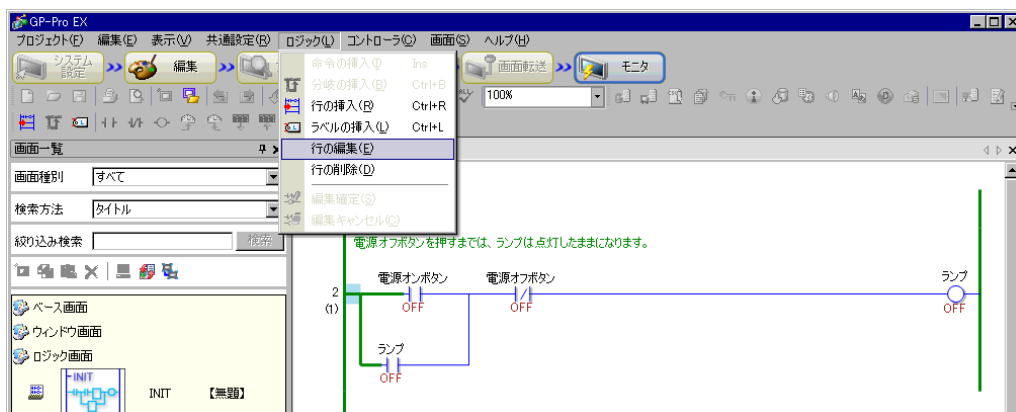 GP-Pro EX
プロジェクト(F) 編集(E) 表示(V) 共通設定(R) ロジック(L) コントローラ(C) 画面(S) ヘルプ(H)
システム設定 編集 画面転送 モニタ
命令の挿入(I) Ins
分岐の挿入(B) Ctrl+B
100%
行の挿入(R) Ctrl+R
ラベルの挿入(L) Ctrl+L
行の編集(E)
行の削除(D)
編集確定(S)
編集キャンセル(C)
画面一覧
画面種別 すべて
検索方法 タイトル
絞り込み検索 検索
ベース画面
ウィンドウ画面
ロジック画面
INIT
INIT 【無題】
電源オフボタンを押すまでは、ランプは点灯したままになります。
電源オンボタン 電源オフボタン ランプ
2
(1) OFF OFF OFF
ランプ
OFF